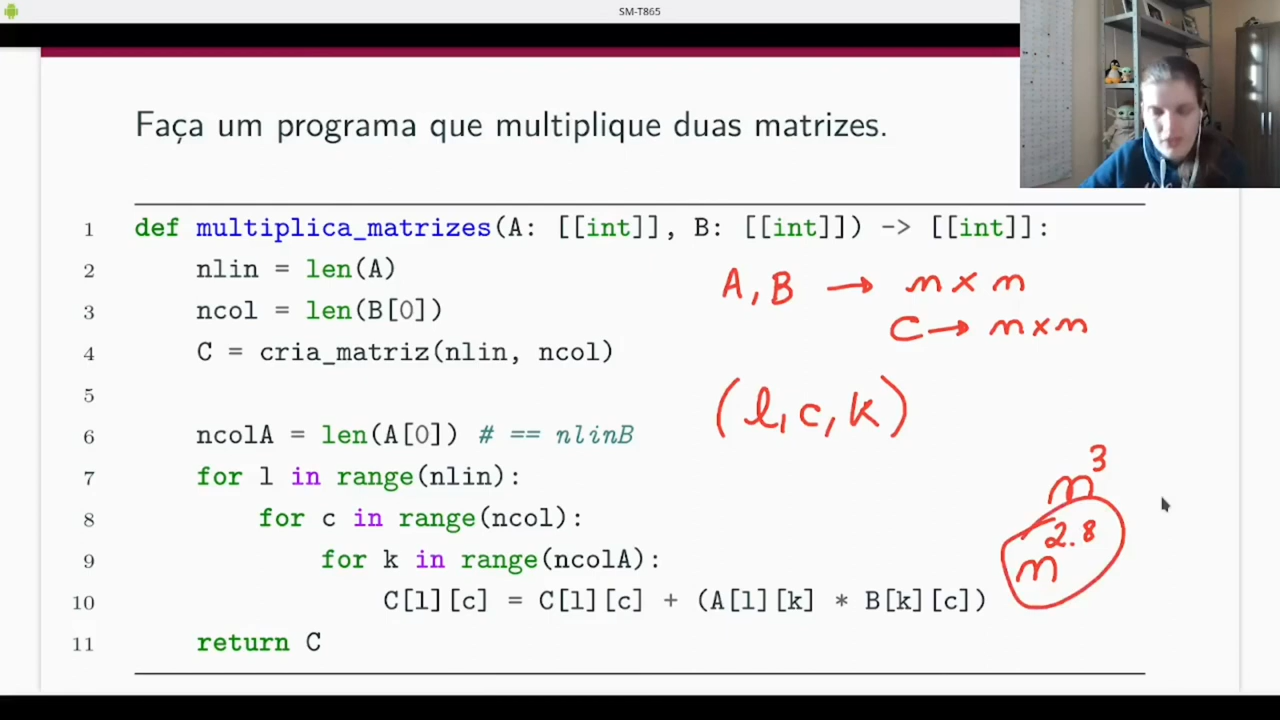 SM-T865
Faça um programa que multiplique duas matrizes.
1 def multiplica_matrizes(A: [[int]], B: [[int]]) -> [[int]]:
2 nlin = len(A)
A, B → n × n
3 ncol = len(B[0])
C → n×n
4 C = cria_matriz(nlin, ncol)
5
(l, c, k)
6 ncolA = len(A[0]) # == nlinB
7 for l in range(nlin):
n³
8 for c in range(ncol):
n^2.8
9 for k in range(ncolA):
10 C[l][c] = C[l][c] + (A[l][k] * B[k][c])
11 return C